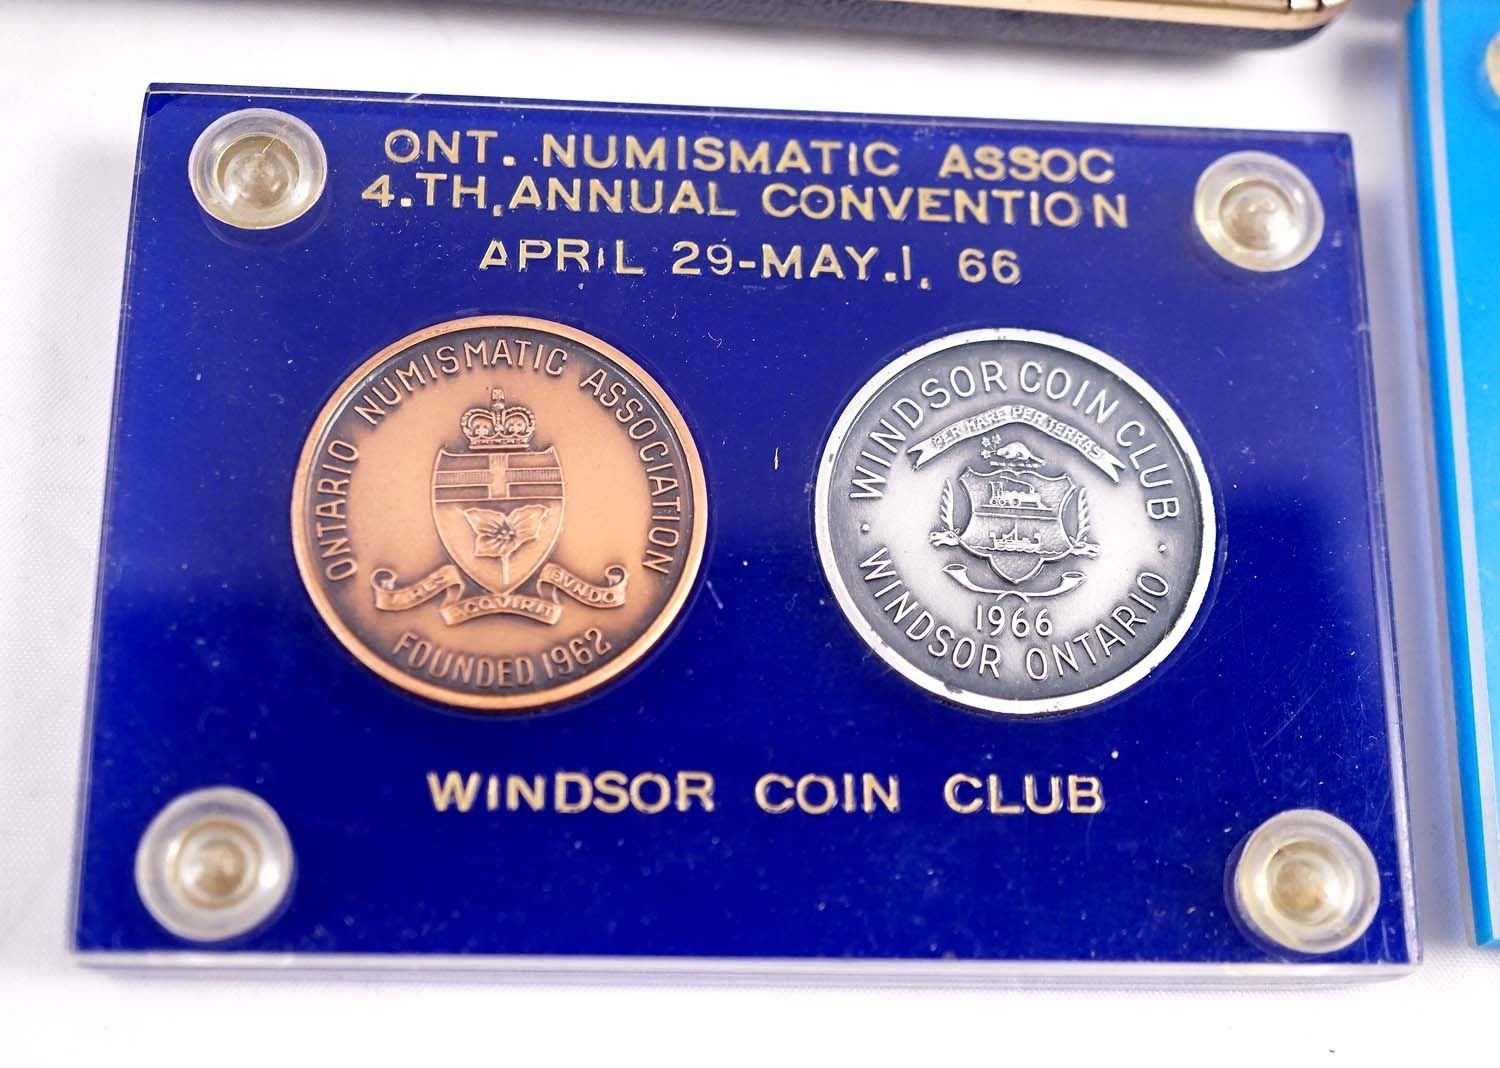 ONT. NUMISMATIC ASSOC
4.TH, ANNUAL CONVENTION
APRIL 29-MAY.1, 66
ONTARIO NUMISMATIC ASSOCIATION
FOUNDED 1962
WINDSOR COIN CLUB
PER MARE PER TERRAS
1966
· WINDSOR ONTARIO ·
WINDSOR COIN CLUB